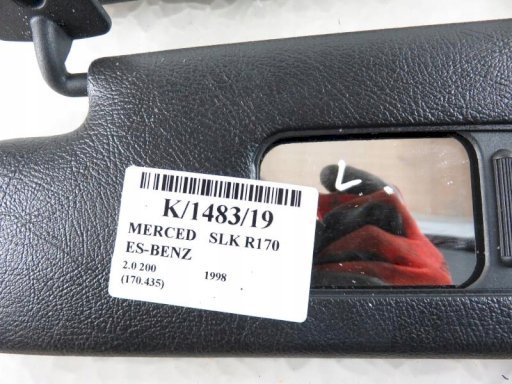 K/1483/19
MERCED SLK R170
ES-BENZ
2.0 200 1998
(170.435)
L